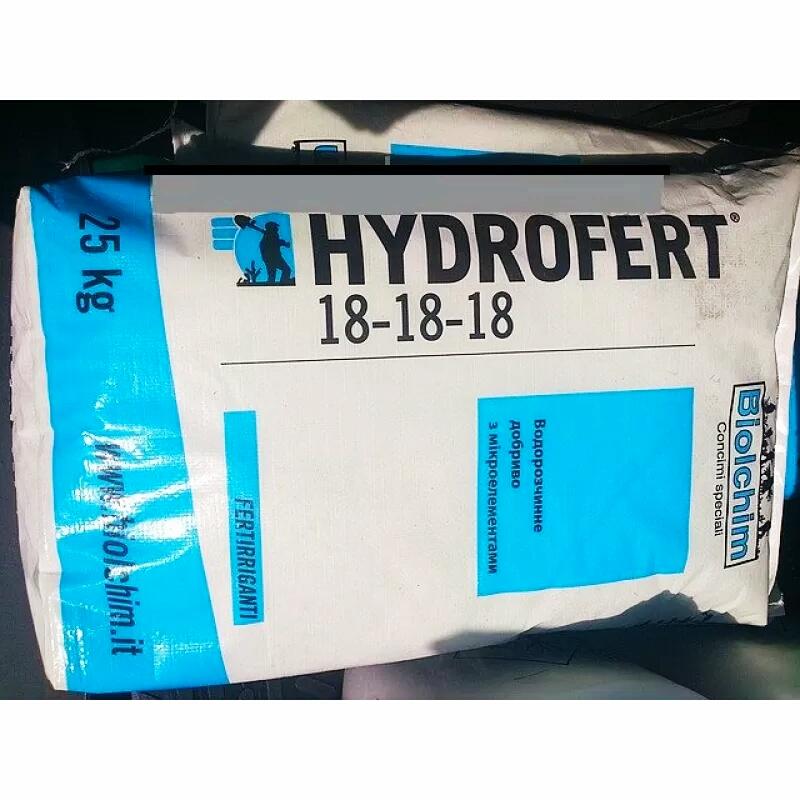 HYDROFERT®
18-18-18
25 kg
www.biolchim.it
FERTIRRIGANTI
Водорозчинне
добриво
з мікроелементами
Biolchim
Concimi speciali